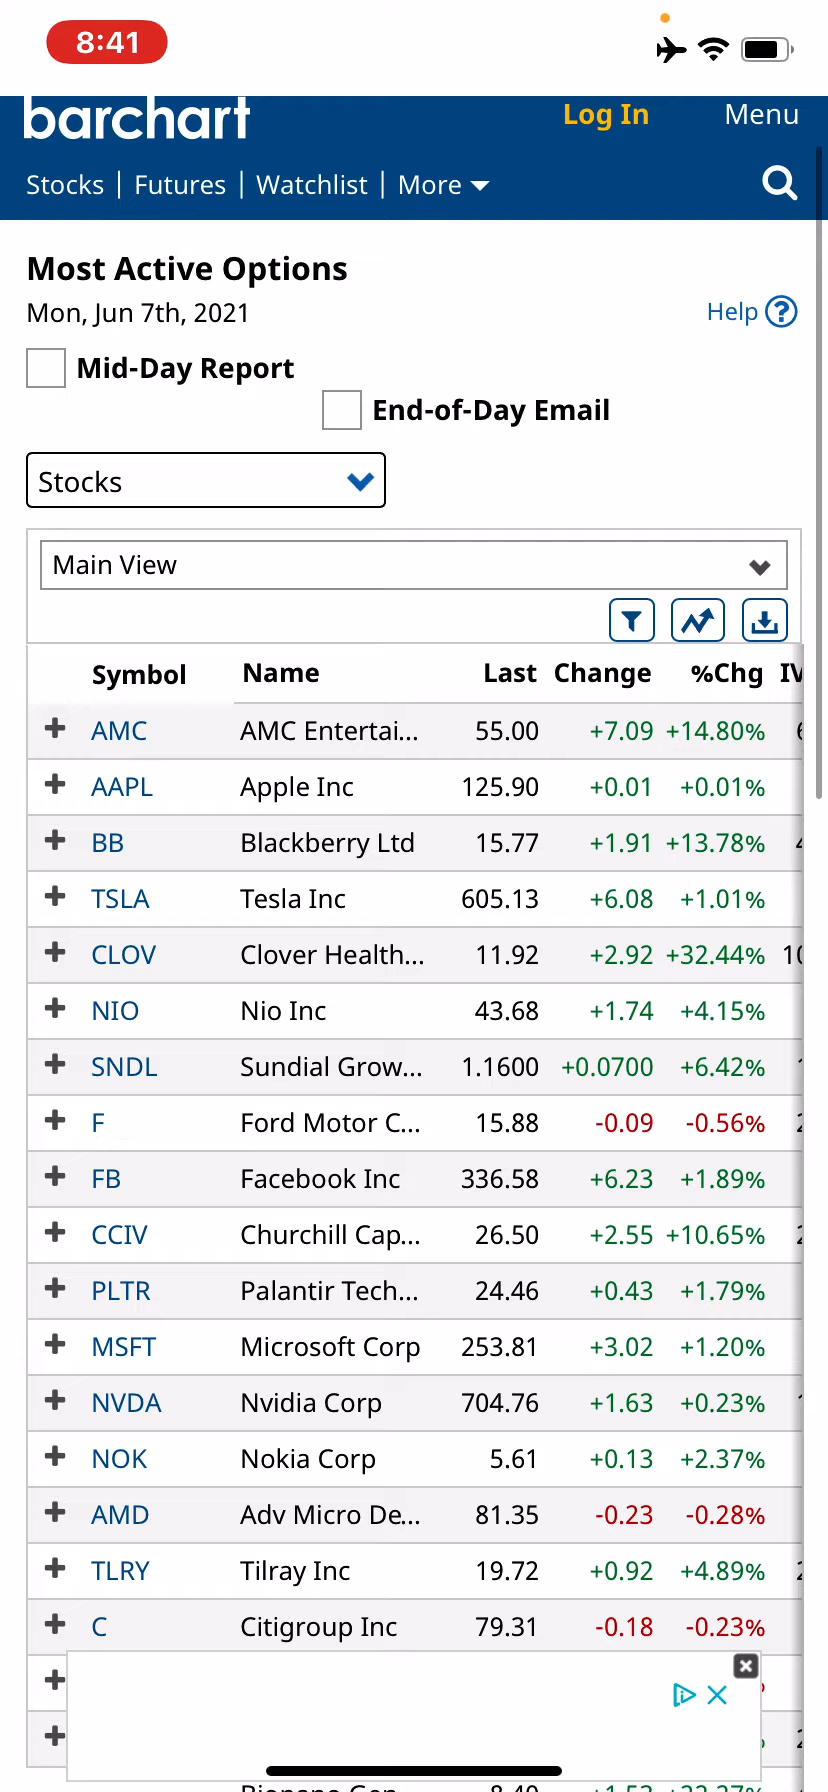 8:41
barchart Log In Menu
Stocks | Futures | Watchlist | More
Most Active Options
Mon, Jun 7th, 2021 Help ?
Mid-Day Report
End-of-Day Email
Stocks
Main View
Symbol Name Last Change %Chg IV
+ AMC AMC Entertai... 55.00 +7.09 +14.80%
+ AAPL Apple Inc 125.90 +0.01 +0.01%
+ BB Blackberry Ltd 15.77 +1.91 +13.78%
+ TSLA Tesla Inc 605.13 +6.08 +1.01%
+ CLOV Clover Health... 11.92 +2.92 +32.44% 10
+ NIO Nio Inc 43.68 +1.74 +4.15%
+ SNDL Sundial Grow... 1.1600 +0.0700 +6.42%
+ F Ford Motor C... 15.88 -0.09 -0.56%
+ FB Facebook Inc 336.58 +6.23 +1.89%
+ CCIV Churchill Cap... 26.50 +2.55 +10.65%
+ PLTR Palantir Tech... 24.46 +0.43 +1.79%
+ MSFT Microsoft Corp 253.81 +3.02 +1.20%
+ NVDA Nvidia Corp 704.76 +1.63 +0.23%
+ NOK Nokia Corp 5.61 +0.13 +2.37%
+ AMD Adv Micro De... 81.35 -0.23 -0.28%
+ TLRY Tilray Inc 19.72 +0.92 +4.89%
+ C Citigroup Inc 79.31 -0.18 -0.23%
+
+